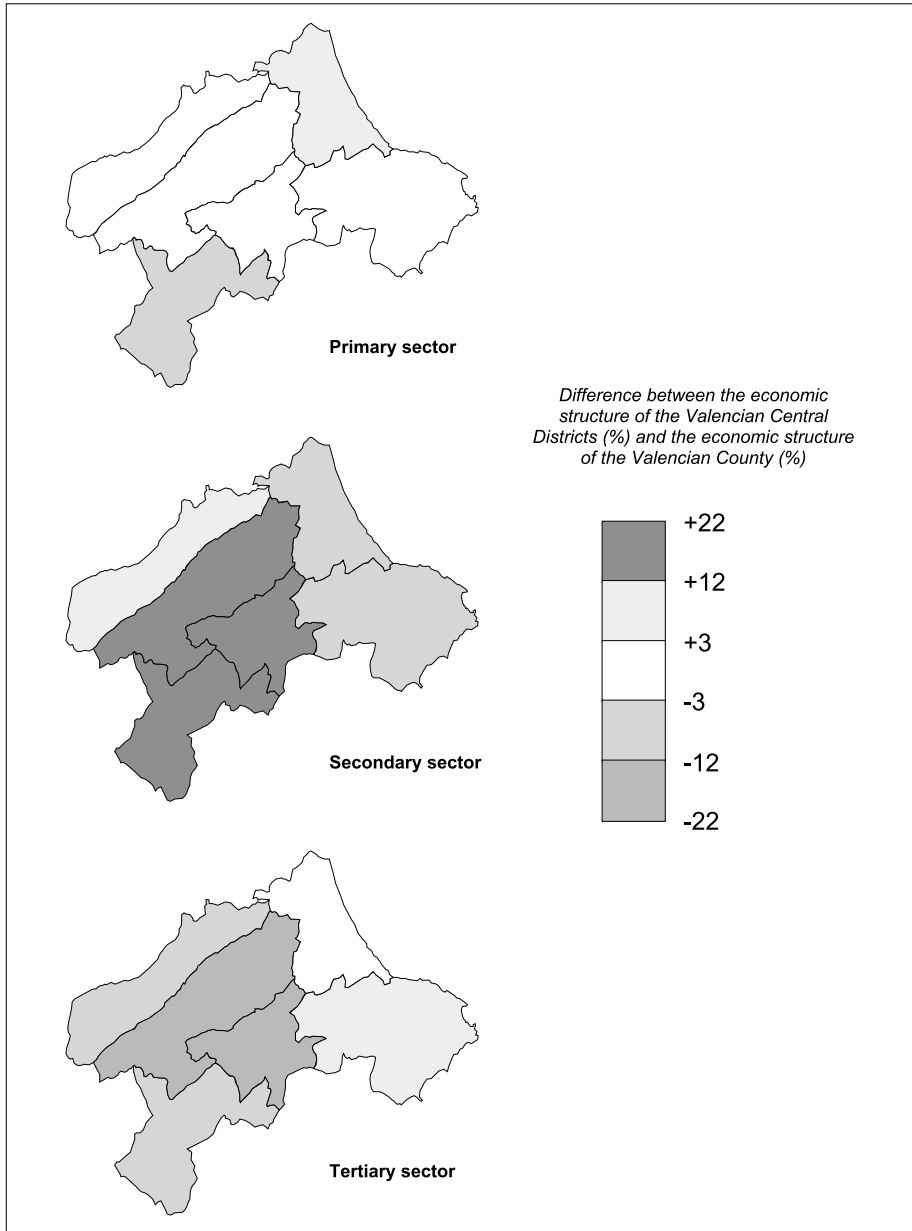 Primary sector
Difference between the economic
structure of the Valencian Central
Districts (%) and the economic structure
of the Valencian County (%)
+22
+12
+3
-3
-12
-22
Secondary sector
Tertiary sector